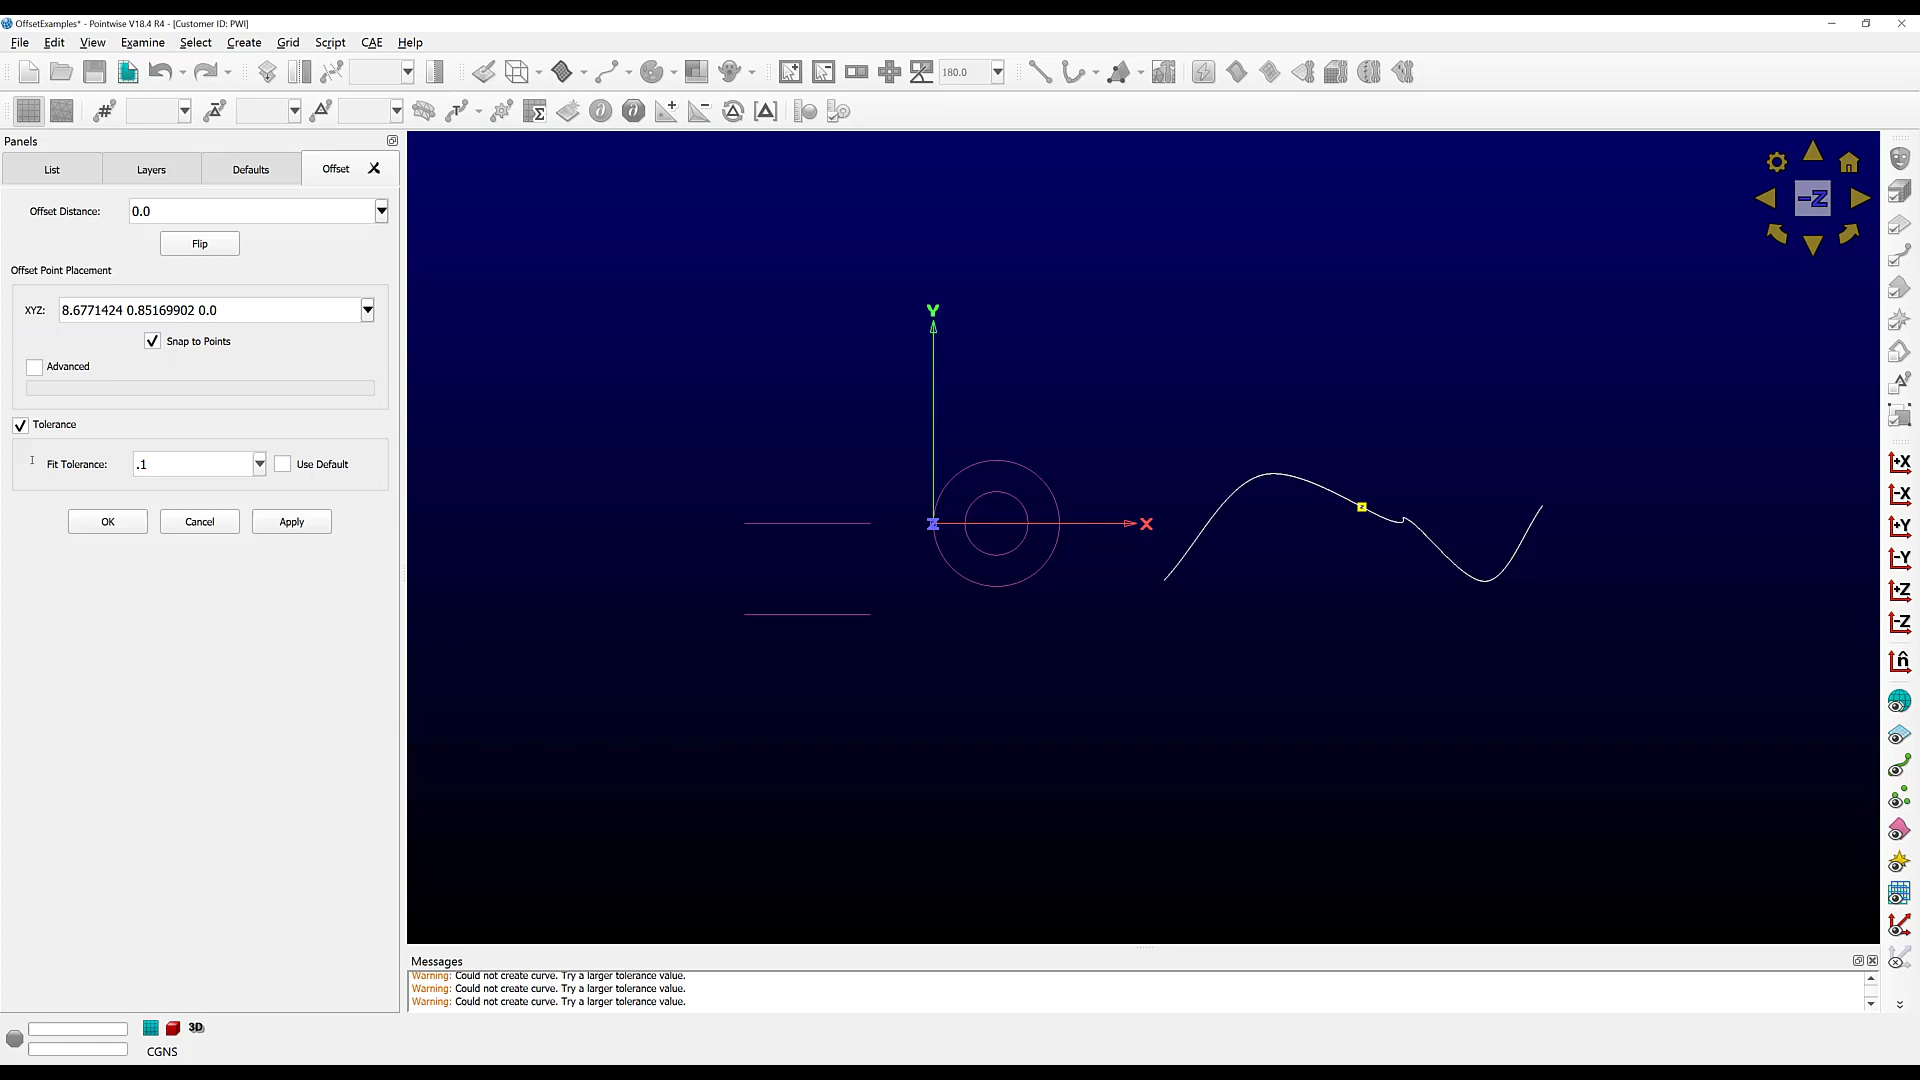 OffsetExamples* - Pointwise V18.4 R4 - [Customer ID: PWI]
File Edit View Examine Select Create Grid Script CAE Help
180.0
Panels
List Layers Defaults Offset
Offset Distance: 0.0
Flip
Offset Point Placement
XYZ: 8.6771424 0.85169902 0.0
Snap to Points
Advanced
Tolerance
Fit Tolerance: .1 Use Default
OK Cancel Apply
-Z
Y
Z
X
+X
-X
+Y
-Y
+Z
-Z
n̂
Messages
Warning: Could not create curve. Try a larger tolerance value.
Warning: Could not create curve. Try a larger tolerance value.
Warning: Could not create curve. Try a larger tolerance value.
3D
CGNS